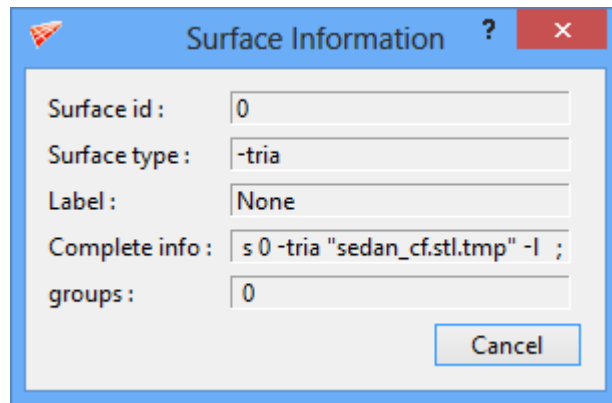 Surface Information ? ×
Surface id : 0
Surface type : -tria
Label : None
Complete info : s 0 -tria "sedan_cf.stl.tmp" -l ;
groups : 0
Cancel